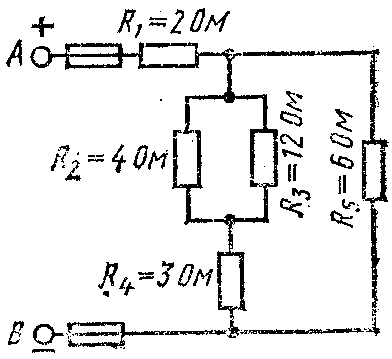 R₁=2 Ом
+
A
R₂=4 Ом
R₃=12 Ом
R₅=6 Ом
R₄=3 Ом
B
−